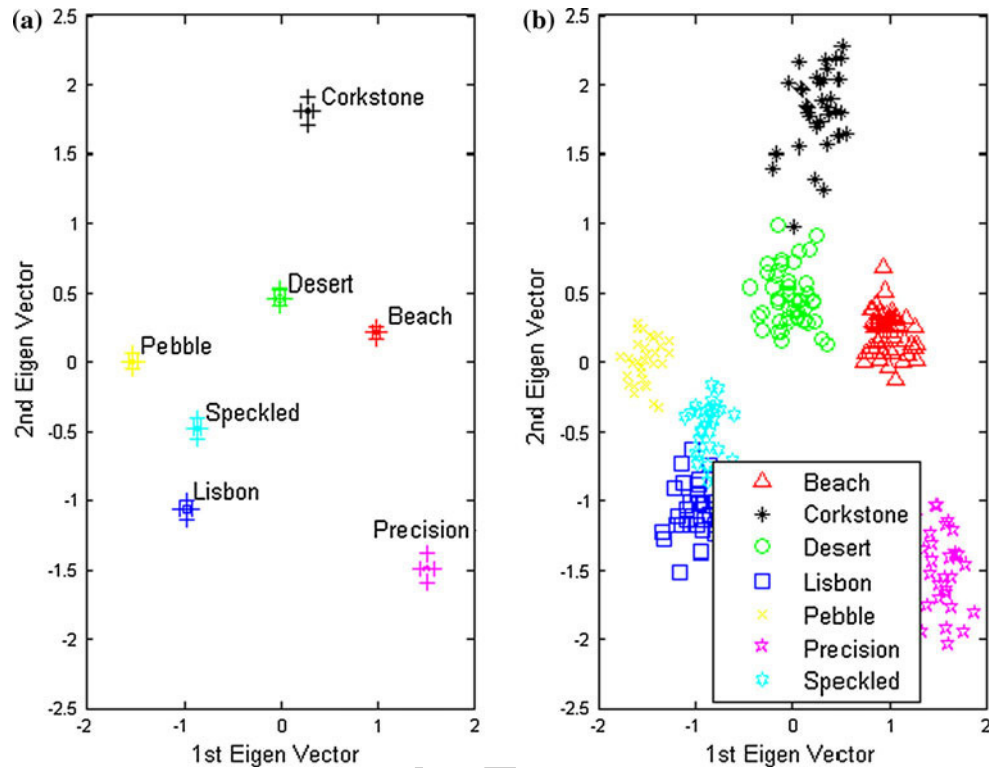 (a)
2.5
2
1.5
1
0.5
0
-0.5
-1
-1.5
-2
-2.5
2nd Eigen Vector
Corkstone
Desert
Beach
Pebble
Speckled
Lisbon
Precision
-2
-1
0
1
2
1st Eigen Vector
(b)
2.5
2
1.5
1
0.5
0
-0.5
-1
-1.5
-2
-2.5
2nd Eigen Vector
Beach
Corkstone
Desert
Lisbon
Pebble
Precision
Speckled
-2
-1
0
1
2
1st Eigen Vector